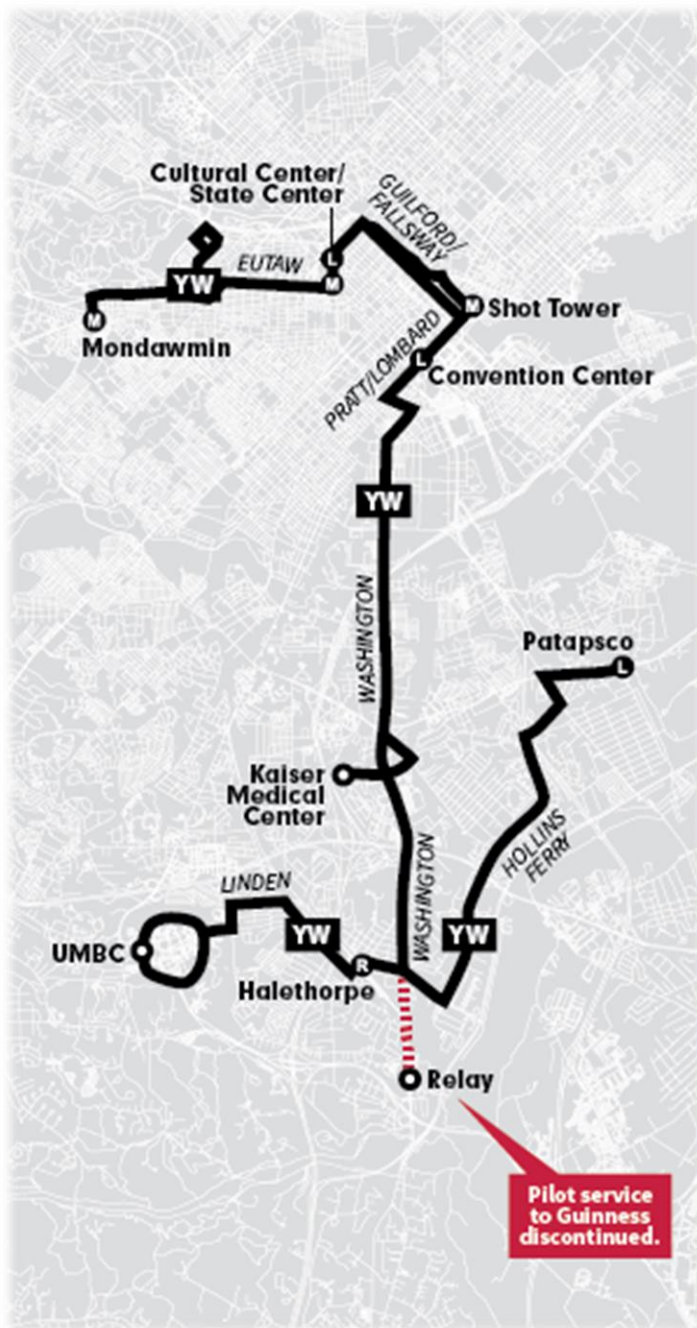 Cultural Center/
State Center
GUILFORD/
FALLSWAY
L
M
EUTAW
YW
M
Mondawmin
M
Shot Tower
PRATT/LOMBARD
L
Convention Center
YW
WASHINGTON
Patapsco
L
Kaiser
Medical
Center
HOLLINS
FERRY
WASHINGTON
LINDEN
YW
YW
UMBC
R
Halethorpe
Relay
Pilot service
to Guinness
discontinued.